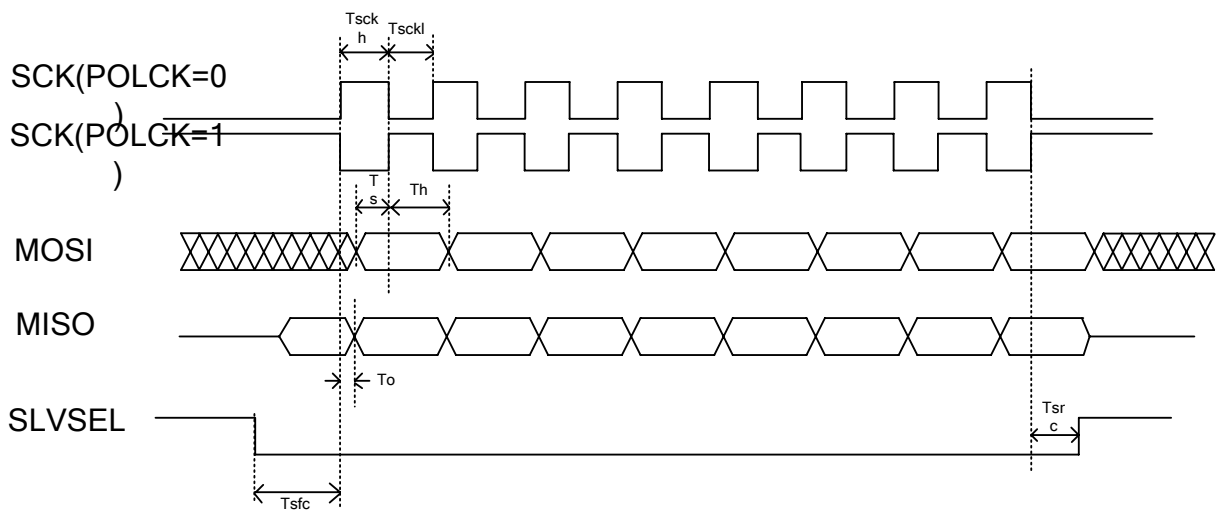 Tsck
h
Tsckl
SCK(POLCK=0
)
SCK(POLCK=1
)
T
s
Th
MOSI
MISO
To
SLVSEL
Tsr
c
Tsfc